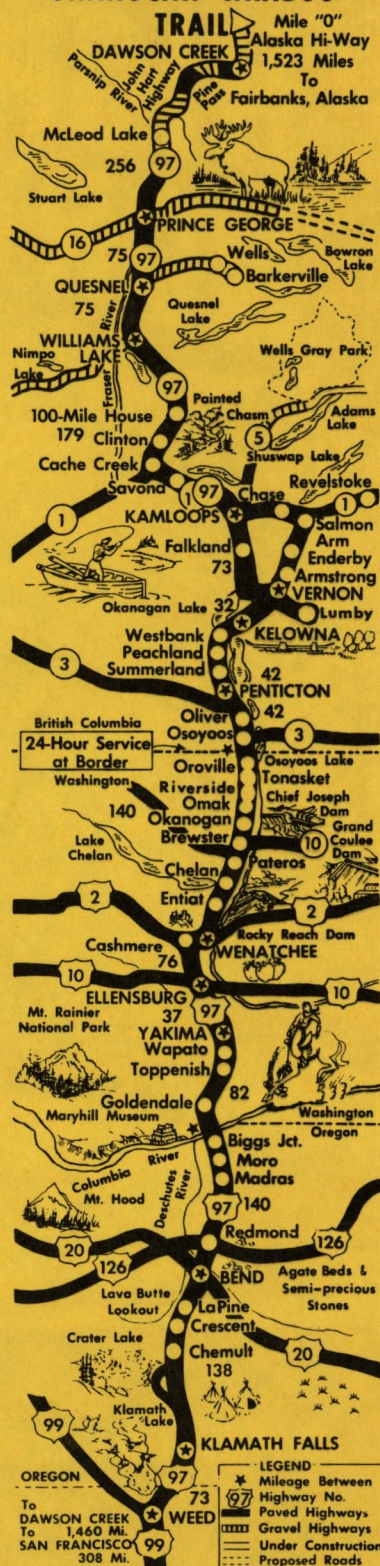 TRAIL
Mile "0"
Alaska Hi-Way
1,523 Miles
To
Fairbanks, Alaska
DAWSON CREEK
Parsnip River
John Hart Highway
Pine Pass
McLeod Lake
256
97
Stuart Lake
PRINCE GEORGE
16
75
97
Wells
Bowron Lake
Barkerville
QUESNEL
75
Fraser River
Quesnel Lake
WILLIAMS LAKE
Nimpo Lake
Wells Gray Park
97
Painted Chasm
100-Mile House
179
Clinton
Adams Lake
5
Cache Creek
Shuswap Lake
Savona
1
97
Chase
Revelstoke
1
1
KAMLOOPS
Salmon Arm
Falkland
Enderby
73
Armstrong
VERNON
Okanagan Lake
32
Lumby
Westbank
KELOWNA
Peachland
3
Summerland
42
PENTICTON
Oliver
42
British Columbia
Osoyoos
3
24-Hour Service
at Border
Oroville
Osoyoos Lake
Washington
Tonasket
Riverside
Chief Joseph Dam
Omak
140
Okanogan
Grand Coulee Dam
Brewster
10
Lake Chelan
Pateros
Chelan
Entiat
2
2
Rocky Reach Dam
Cashmere
WENATCHEE
76
10
10
ELLENSBURG
37
97
Mt. Rainier
National Park
YAKIMA
Wapato
Toppenish
82
Goldendale
Maryhill Museum
Washington
Oregon
Columbia River
Biggs Jct.
Moro
Madras
Mt. Hood
Deschutes River
97
140
Redmond
20
126
126
BEND
Agate Beds &
Semi-precious
Stones
Lava Butte
Lookout
LaPine
Crescent
Crater Lake
20
Chemult
138
Klamath Lake
99
KLAMATH FALLS
97
OREGON
73
WEED
To
DAWSON CREEK
1,460 Mi.
SAN FRANCISCO
308 Mi.
99
LEGEND
Mileage Between
97 Highway No.
Paved Highways
Gravel Highways
Under Construction
Proposed Roads